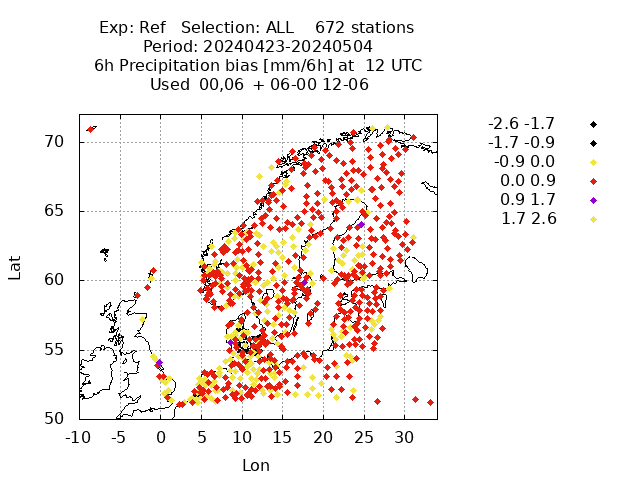 Exp: Ref   Selection: ALL    672 stations
Period: 20240423-20240504
6h Precipitation bias [mm/6h] at  12 UTC
Used  00,06  + 06-00 12-06
-2.6 -1.7
-1.7 -0.9
-0.9 0.0
0.0 0.9
0.9 1.7
1.7 2.6
70
65
60
55
50
Lat
-10 -5 0 5 10 15 20 25 30
Lon